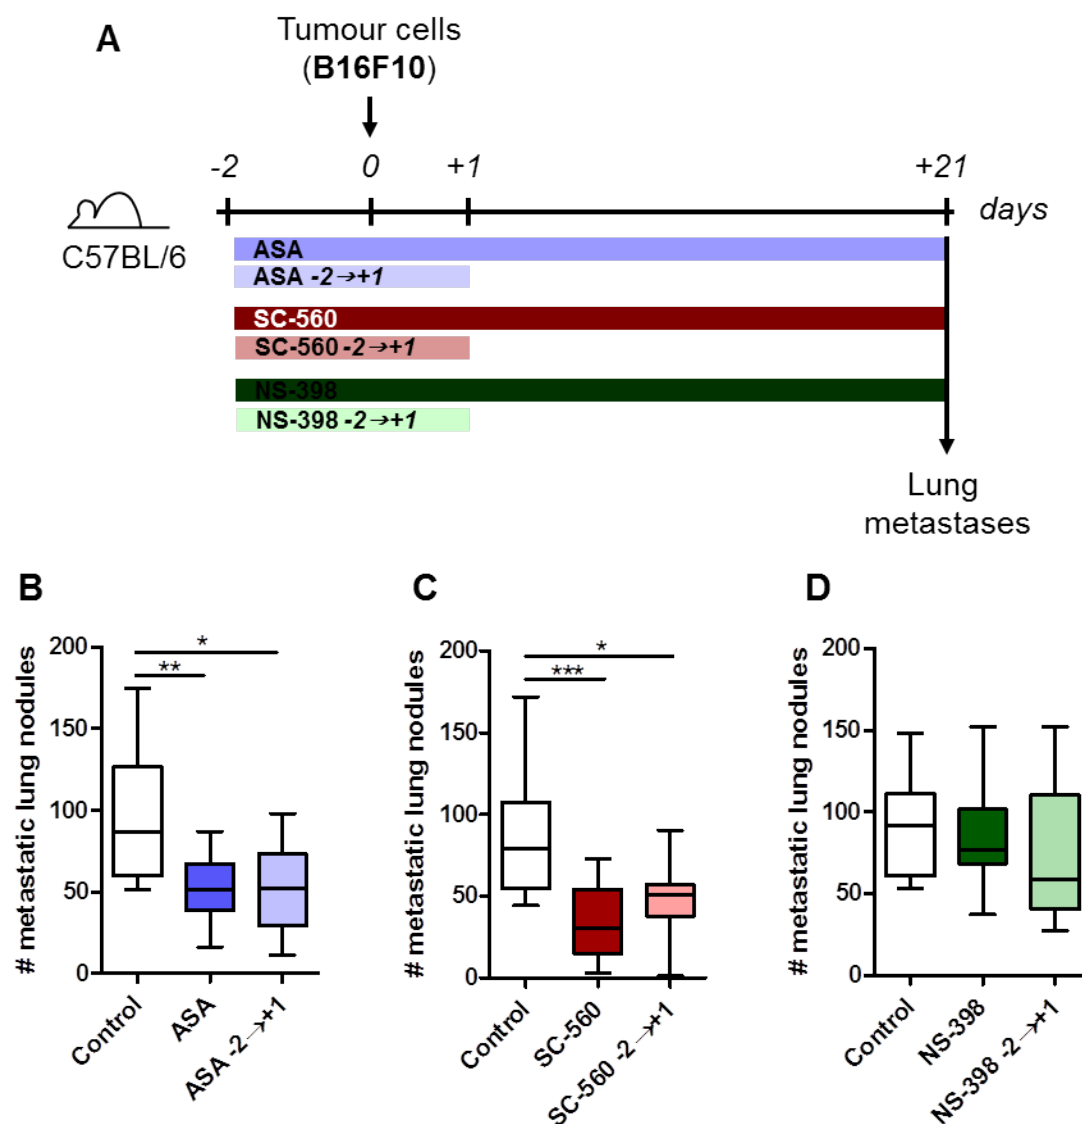 A
Tumour cells
(B16F10)
-2 0 +1 +21
days
C57BL/6
ASA
ASA -2→+1
SC-560
SC-560 -2→+1
NS-398
NS-398 -2→+1
Lung
metastases
B
# metastatic lung nodules
200
150
100
50
0
*
**
Control
ASA
ASA -2→+1
C
# metastatic lung nodules
200
150
100
50
0
*
***
Control
SC-560
SC-560 -2→+1
D
# metastatic lung nodules
200
150
100
50
0
Control
NS-398
NS-398 -2→+1